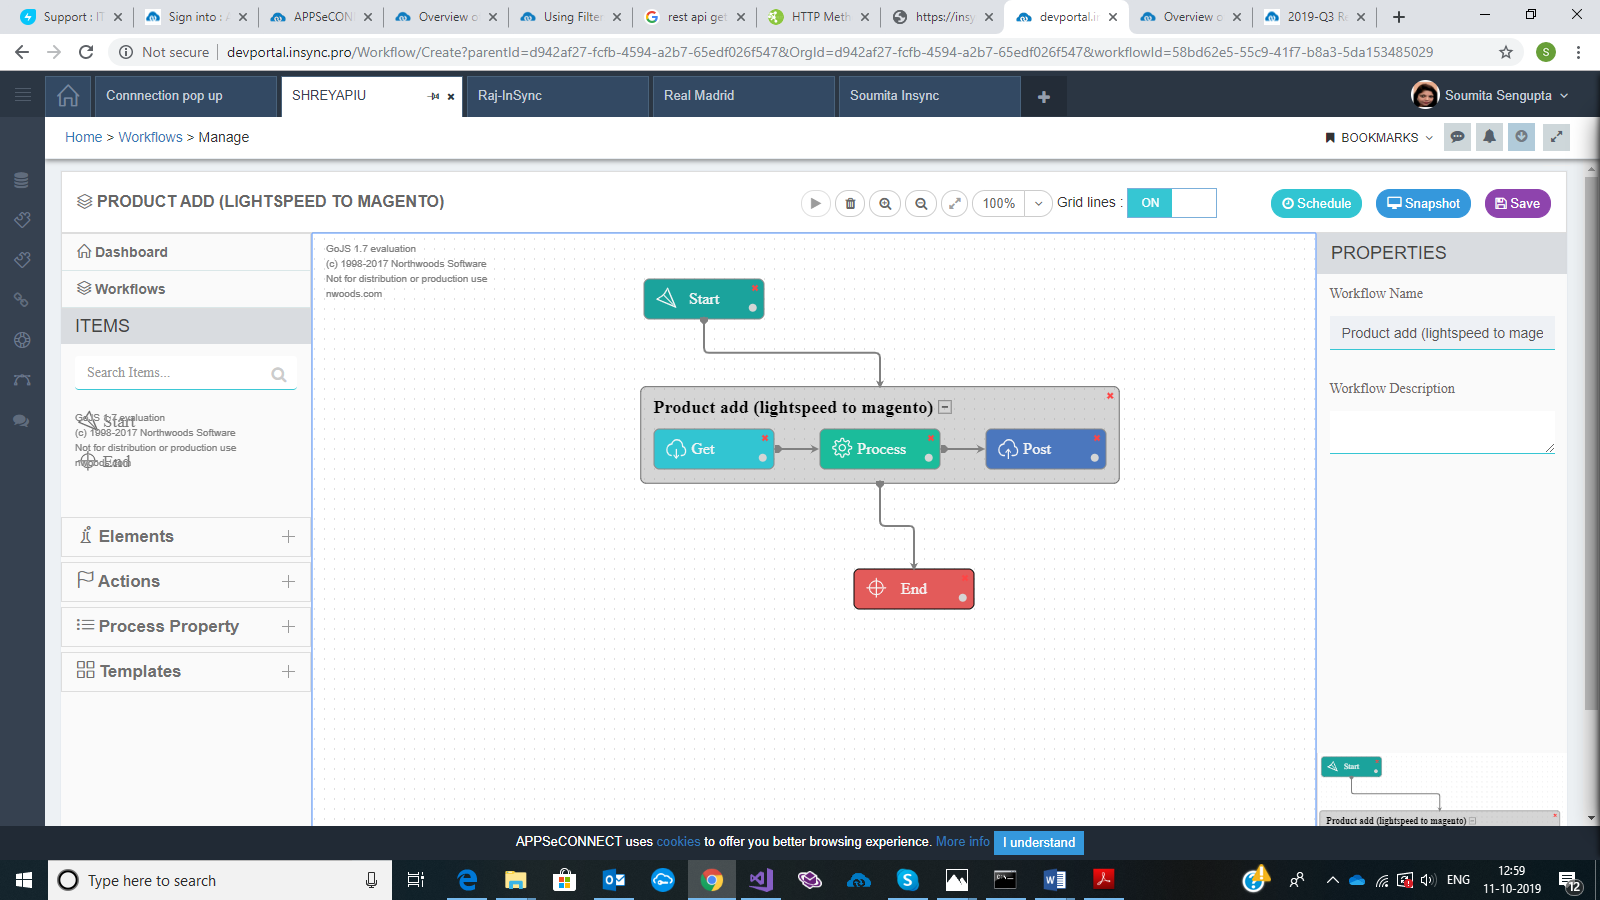 Support : IT
Sign into : A
APPSeCONN
Overview o
Using Filter
rest api get
HTTP Meth
https://insy
devportal.in
Overview o
2019-Q3 Re
Not secure
devportal.insync.pro/Workflow/Create?parentId=d942af27-fcfb-4594-a2b7-65edf026f547&OrgId=d942af27-fcfb-4594-a2b7-65edf026f547&workflowId=58bd62e5-55c9-41f7-b8a3-5da153485029
S
Connnection pop up
SHREYAPIU
Raj-InSync
Real Madrid
Soumita Insync
Soumita Sengupta
Home > Workflows > Manage
BOOKMARKS
PRODUCT ADD (LIGHTSPEED TO MAGENTO)
100%
Grid lines :
ON
Schedule
Snapshot
Save
Dashboard
Workflows
ITEMS
Search Items...
GoJS 1.7 evaluation
Start
(c) 1998-2017 Northwoods Software
Not for distribution or production use
nwoods.com
End
Elements
Actions
Process Property
Templates
GoJS 1.7 evaluation
(c) 1998-2017 Northwoods Software
Not for distribution or production use
nwoods.com
Start
Product add (lightspeed to magento)
Get
Process
Post
End
PROPERTIES
Workflow Name
Product add (lightspeed to mage
Workflow Description
Start
Product add (lightspeed to magento)
APPSeCONNECT uses cookies to offer you better browsing experience. More info
I understand
Type here to search
ENG
12:59
11-10-2019
12